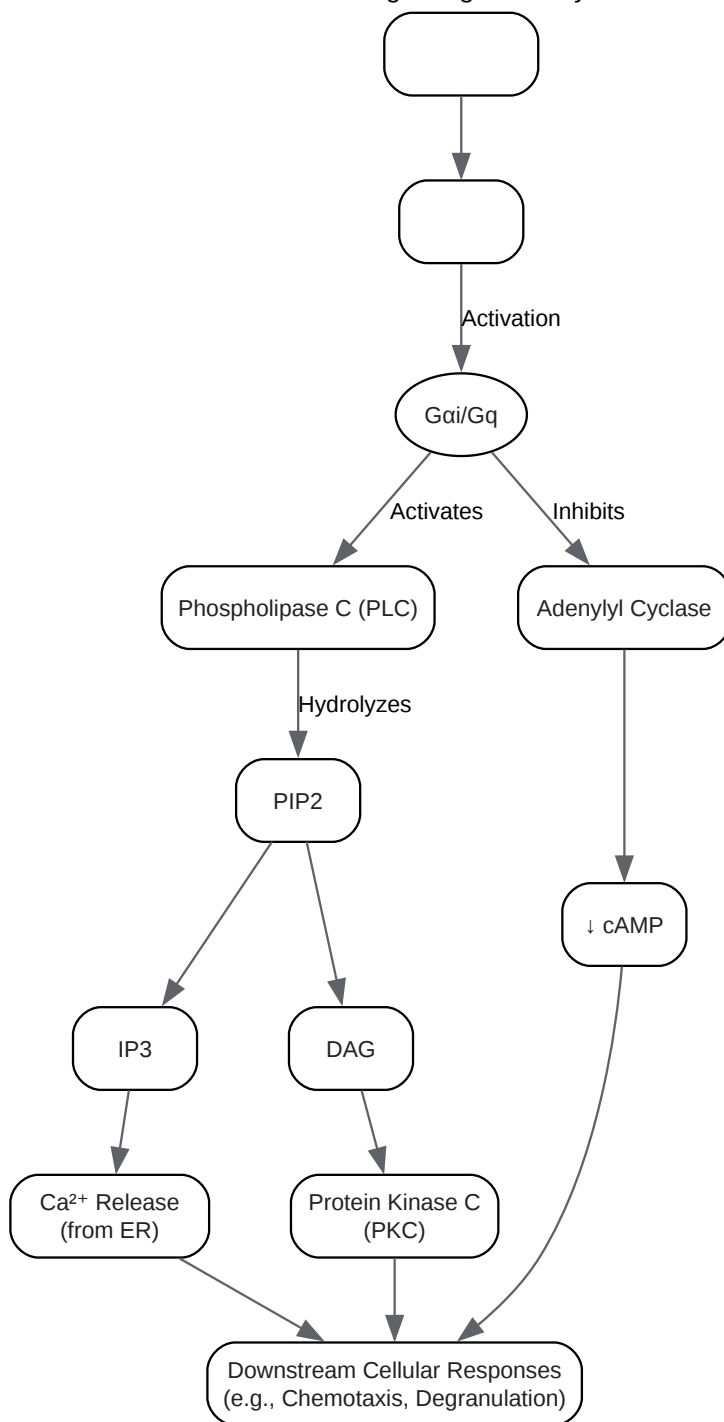 Activation
Gαi/Gq
Activates
Inhibits
Phospholipase C (PLC)
Adenylyl Cyclase
Hydrolyzes
PIP2
↓ cAMP
IP3
DAG
Ca²⁺ Release
(from ER)
Protein Kinase C
(PKC)
Downstream Cellular Responses
(e.g., Chemotaxis, Degranulation)